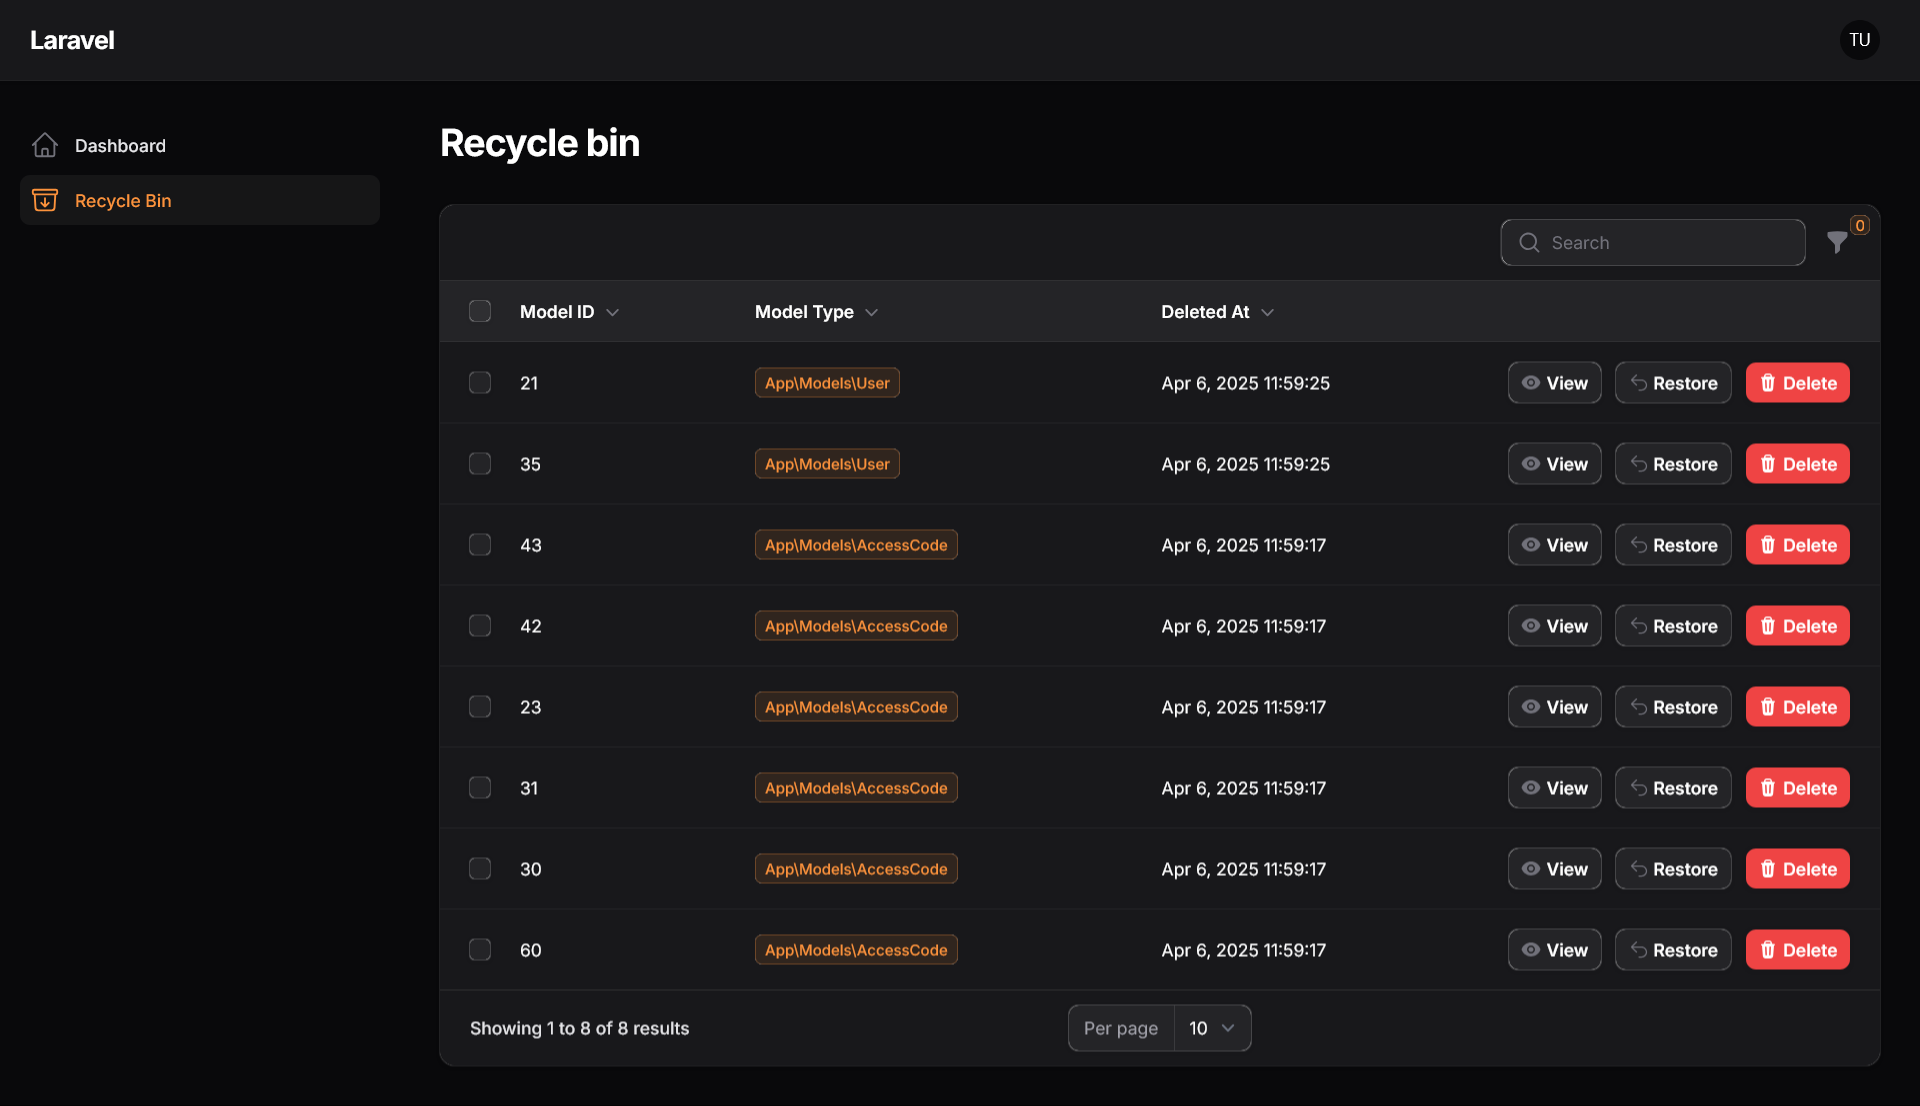 Laravel
TU
Dashboard
Recycle Bin
Recycle bin
Search
0
Model ID Model Type Deleted At
21 App\Models\User Apr 6, 2025 11:59:25 View Restore Delete
35 App\Models\User Apr 6, 2025 11:59:25 View Restore Delete
43 App\Models\AccessCode Apr 6, 2025 11:59:17 View Restore Delete
42 App\Models\AccessCode Apr 6, 2025 11:59:17 View Restore Delete
23 App\Models\AccessCode Apr 6, 2025 11:59:17 View Restore Delete
31 App\Models\AccessCode Apr 6, 2025 11:59:17 View Restore Delete
30 App\Models\AccessCode Apr 6, 2025 11:59:17 View Restore Delete
60 App\Models\AccessCode Apr 6, 2025 11:59:17 View Restore Delete
Showing 1 to 8 of 8 results Per page 10